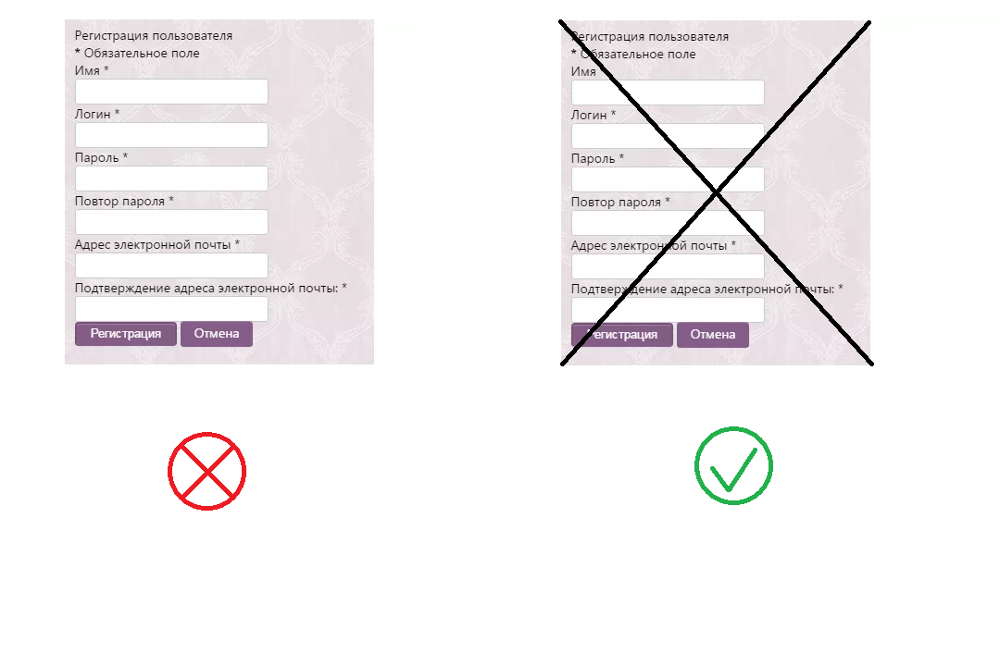 Регистрация пользователя
* Обязательное поле
Имя *
Логин *
Пароль *
Повтор пароля *
Адрес электронной почты *
Подтверждение адреса электронной почты: *
Регистрация Отмена
Регистрация пользователя
* Обязательное поле
Имя
Логин *
Пароль *
Повтор пароля *
Адрес электронной почты *
Подтверждение адреса электронной почты: *
Регистрация Отмена